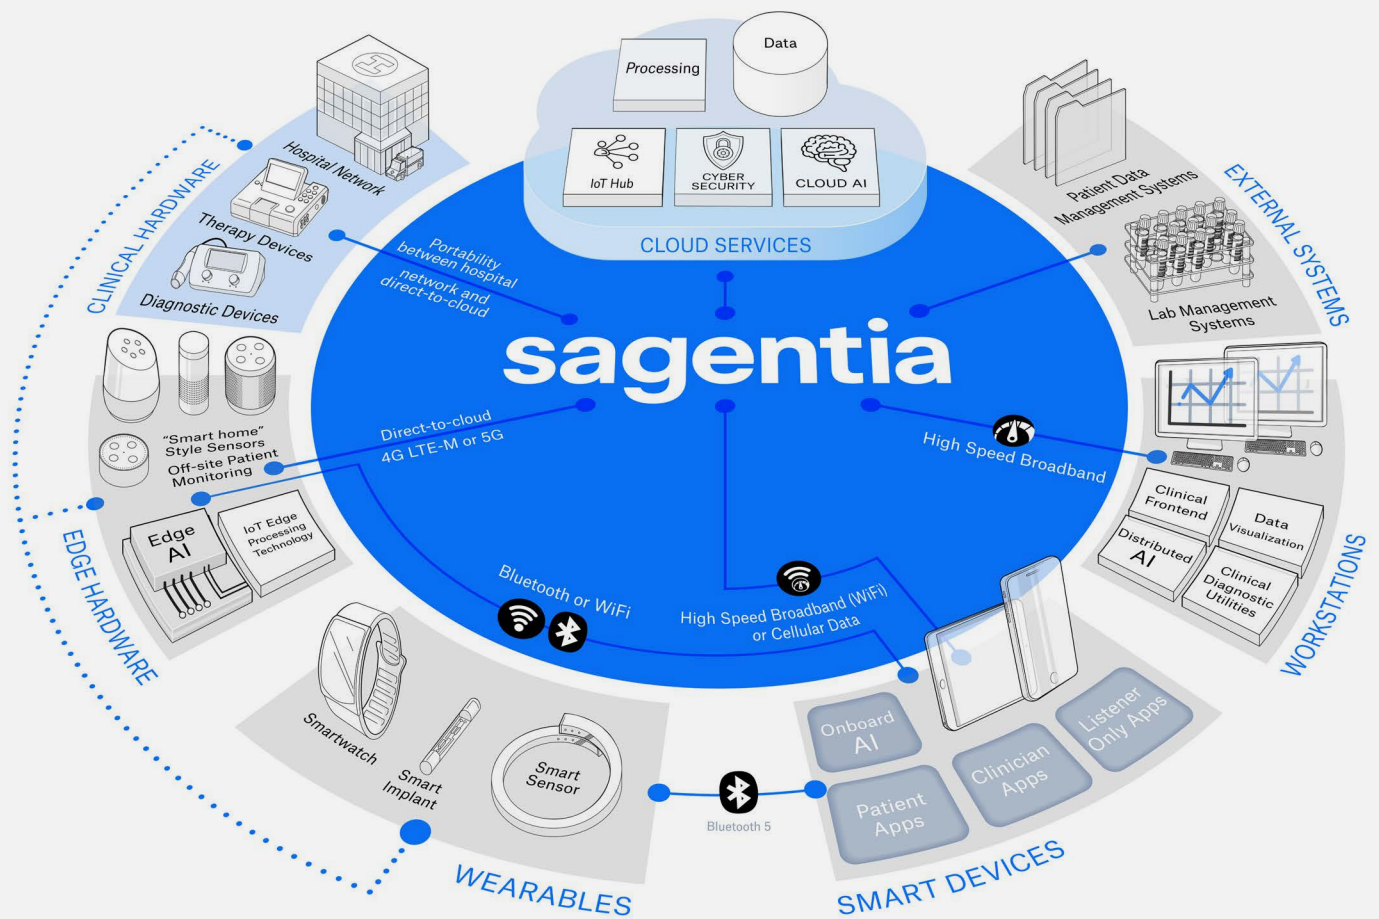 Processing
Data
IoT Hub
CYBER
SECURITY
CLOUD AI
CLOUD SERVICES
Hospital Network
Therapy Devices
Diagnostic Devices
CLINICAL HARDWARE
Portability
between hospital
network and
direct-to-cloud
Patient Data
Management Systems
Lab Management
Systems
EXTERNAL SYSTEMS
sagentia
"Smart home"
Style Sensors
Off-site Patient
Monitoring
Edge
AI
IoT Edge
Processing
Technology
EDGE HARDWARE
Direct-to-cloud
4G LTE-M or 5G
High Speed Broadband
Clinical
Frontend
Data
Visualization
Distributed
AI
Clinical
Diagnostic
Utilities
WORKSTATIONS
Bluetooth or WiFi
High Speed Broadband (WiFi)
or Cellular Data
Smartwatch
Smart
Implant
Smart
Sensor
WEARABLES
Bluetooth 5
Onboard
AI
Patient
Apps
Clinician
Apps
Listener
Only Apps
SMART DEVICES